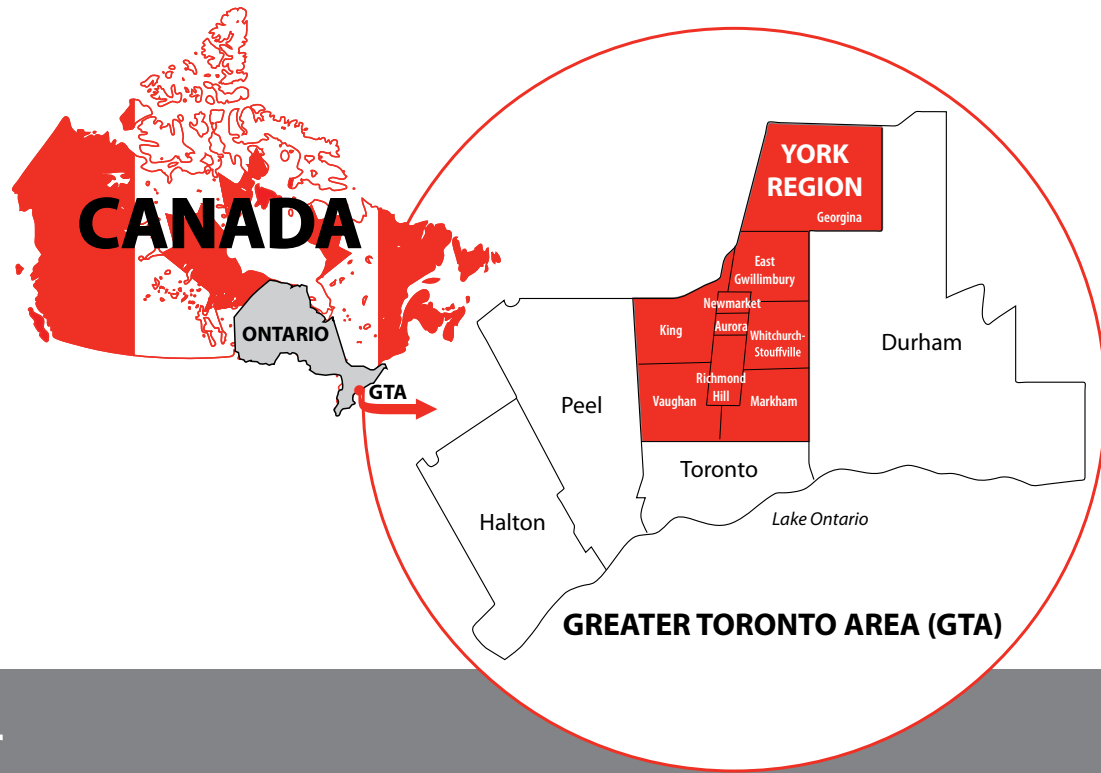 CANADA
ONTARIO
GTA
YORK
REGION
Georgina
East
Gwillimbury
Newmarket
King
Aurora
Whitchurch-
Stouffville
Durham
Richmond
Hill
Vaughan
Markham
Peel
Toronto
Halton
Lake Ontario
GREATER TORONTO AREA (GTA)